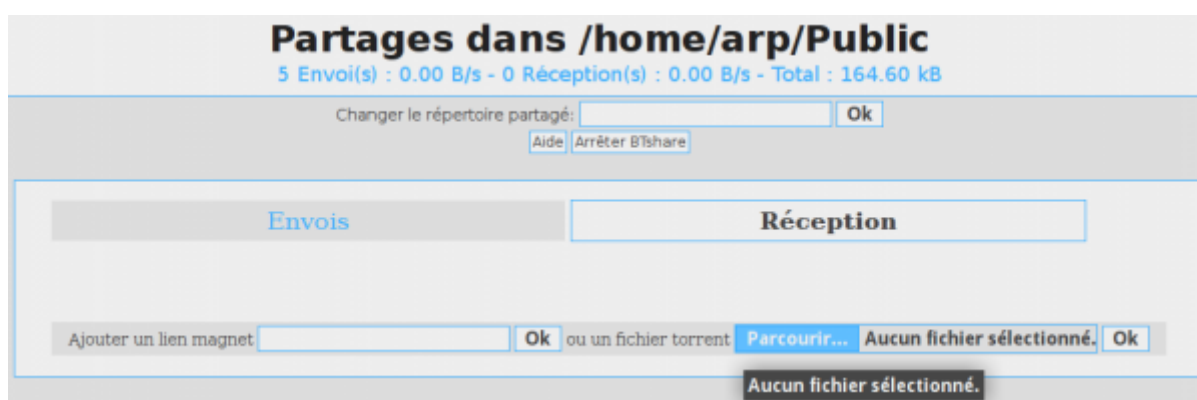 Partages dans /home/arp/Public
5 Envoi(s) : 0.00 B/s - 0 Réception(s) : 0.00 B/s - Total : 164.60 kB
Changer le répertoire partagé: Ok
Aide Arrêter BTshare
Envois Réception
Ajouter un lien magnet Ok ou un fichier torrent Parcourir... Aucun fichier sélectionné. Ok
Aucun fichier sélectionné.